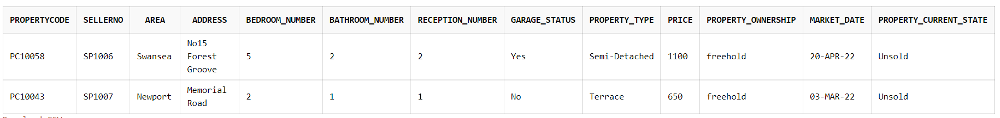 PROPERTYCODE SELLERNO AREA ADDRESS BEDROOM_NUMBER BATHROOM_NUMBER RECEPTION_NUMBER GARAGE_STATUS PROPERTY_TYPE PRICE PROPERTY_OWNERSHIP MARKET_DATE PROPERTY_CURRENT_STATE
No15
PC10058 SP1006 Swansea Forest 5 2 2 Yes Semi-Detached 1100 freehold 20-APR-22 Unsold
Groove
Memorial
PC10043 SP1007 Newport 2 1 1 No Terrace 650 freehold 03-MAR-22 Unsold
Road